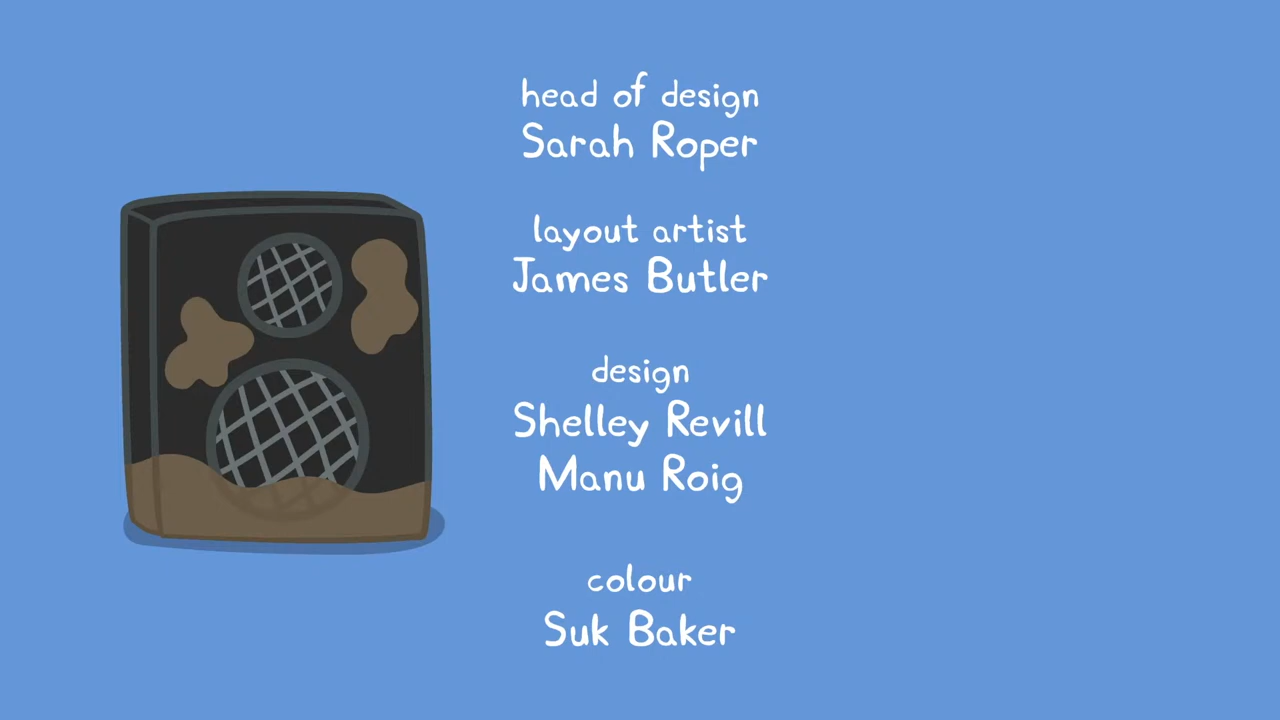 head of design
Sarah Roper
layout artist
James Butler
design
Shelley Revill
Manu Roig
colour
Suk Baker